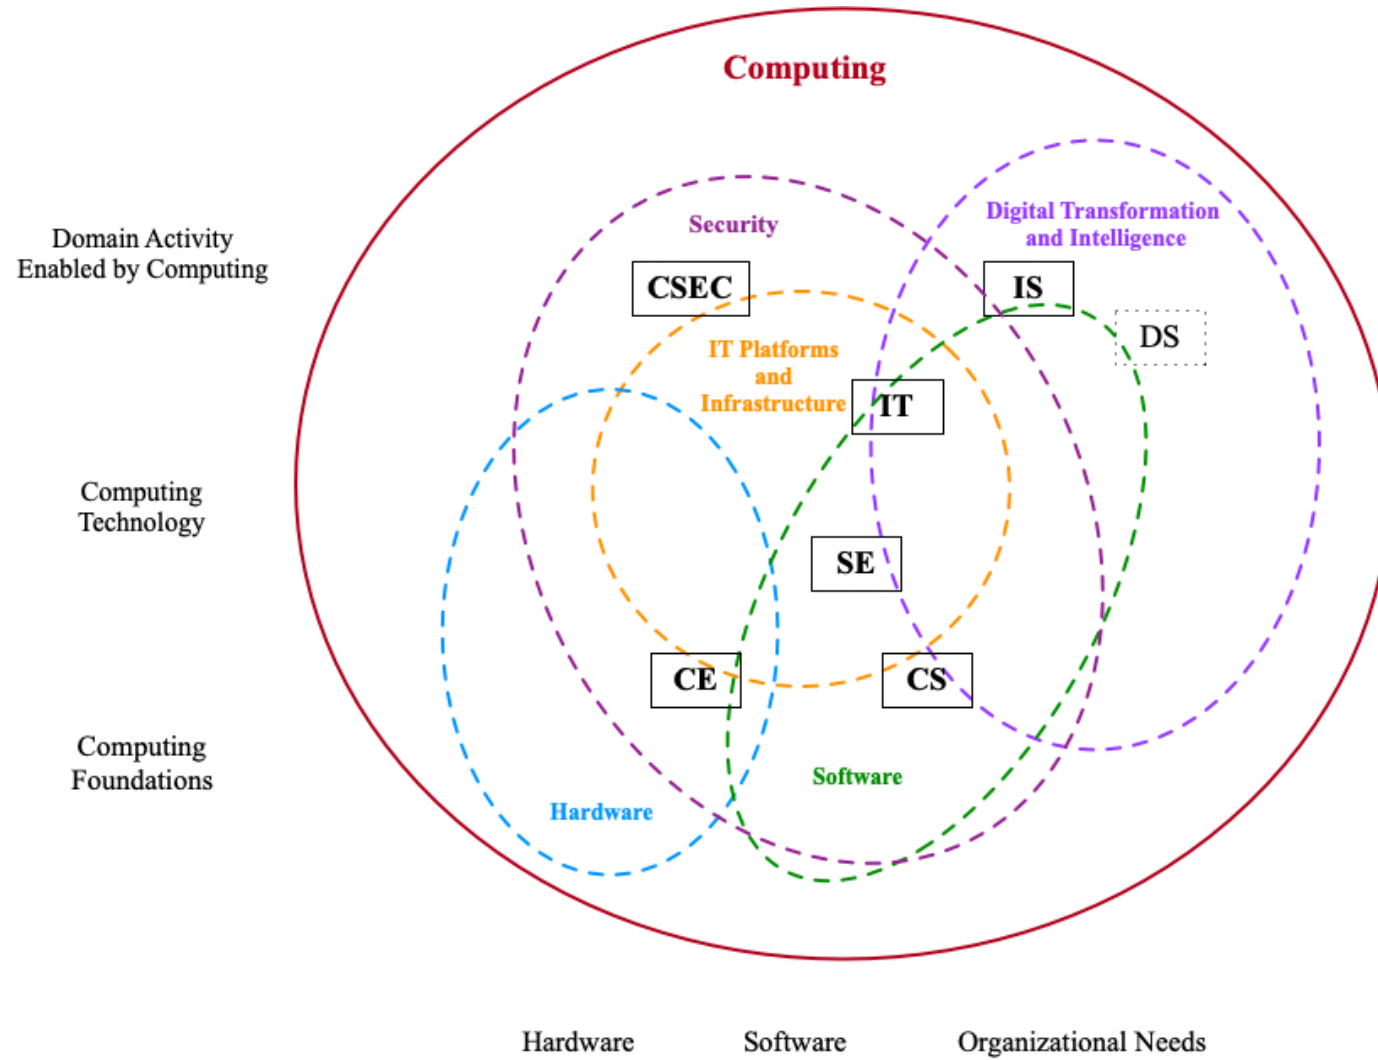 Computing
Digital Transformation
and Intelligence
Security
Domain Activity
Enabled by Computing
CSEC
IS
DS
IT Platforms
and
Infrastructure
IT
Computing
Technology
SE
CE
CS
Computing
Foundations
Software
Hardware
Hardware
Software
Organizational Needs